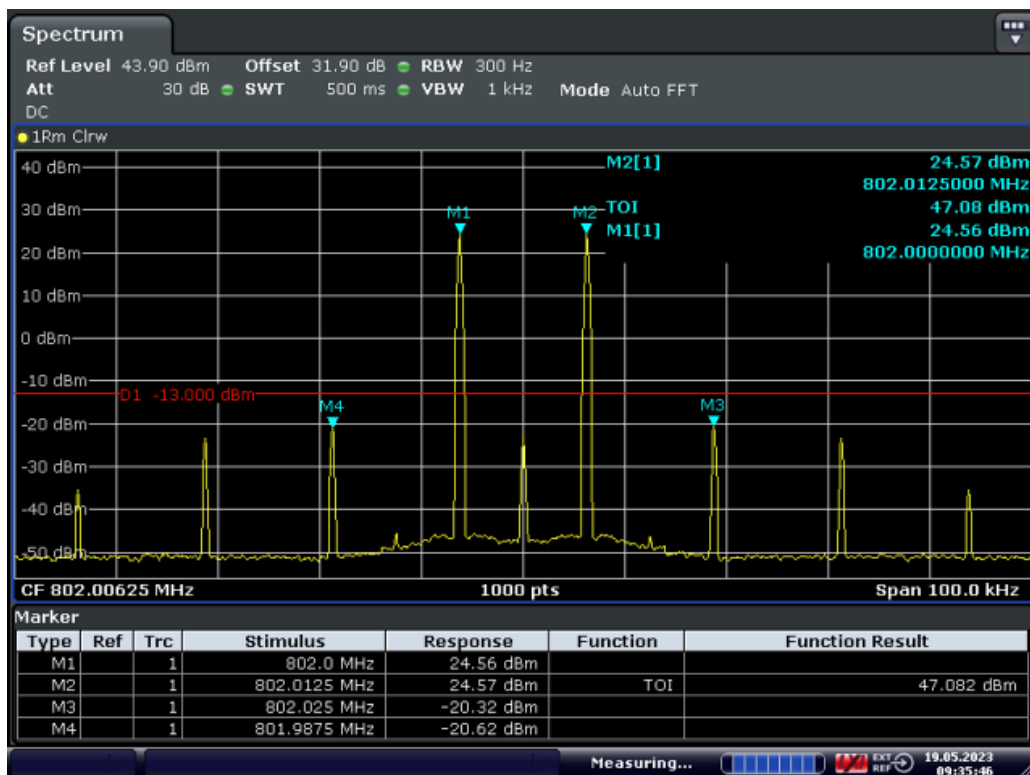 Spectrum
Ref Level 43.90 dBm Offset 31.90 dB RBW 300 Hz
Att 30 dB SWT 500 ms VBW 1 kHz Mode Auto FFT
DC
1Rm Clrw
40 dBm
30 dBm
20 dBm
10 dBm
0 dBm
-10 dBm
-20 dBm
-30 dBm
-40 dBm
-50 dBm
M2[1] 24.57 dBm
802.0125000 MHz
TOI 47.08 dBm
M1[1] 24.56 dBm
802.0000000 MHz
M1
M2
D1 -13.000 dBm
M4
M3
CF 802.00625 MHz 1000 pts Span 100.0 kHz
Marker
Type Ref Trc Stimulus Response Function Function Result
M1 1 802.0 MHz 24.56 dBm
M2 1 802.0125 MHz 24.57 dBm TOI 47.082 dBm
M3 1 802.025 MHz -20.32 dBm
M4 1 801.9875 MHz -20.62 dBm
Measuring... EXT REF 19.05.2023
09:35:46